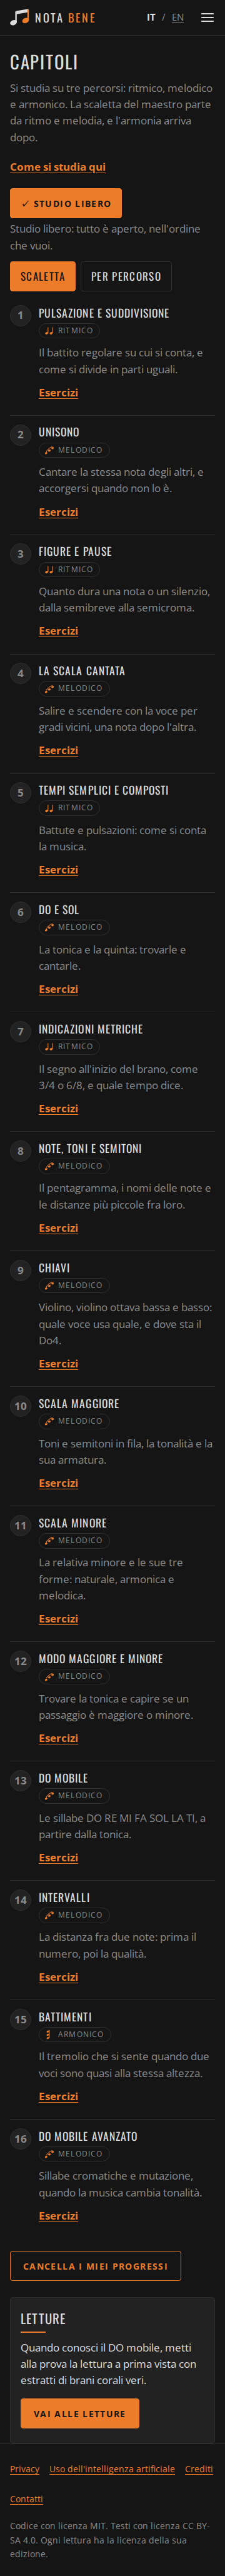 NOTA BENE
IT / EN
CAPITOLI
Si studia su tre percorsi: ritmico, melodico
e armonico. La scaletta del maestro parte
da ritmo e melodia, e l'armonia arriva
dopo.
Come si studia qui
✓ STUDIO LIBERO
Studio libero: tutto è aperto, nell'ordine
che vuoi.
SCALETTA
PER PERCORSO
1
PULSAZIONE E SUDDIVISIONE
RITMICO
Il battito regolare su cui si conta, e
come si divide in parti uguali.
Esercizi
2
UNISONO
MELODICO
Cantare la stessa nota degli altri, e
accorgersi quando non lo è.
Esercizi
3
FIGURE E PAUSE
RITMICO
Quanto dura una nota o un silenzio,
dalla semibreve alla semicroma.
Esercizi
4
LA SCALA CANTATA
MELODICO
Salire e scendere con la voce per
gradi vicini, una nota dopo l'altra.
Esercizi
5
TEMPI SEMPLICI E COMPOSTI
RITMICO
Battute e pulsazioni: come si conta
la musica.
Esercizi
6
DO E SOL
MELODICO
La tonica e la quinta: trovarle e
cantarle.
Esercizi
7
INDICAZIONI METRICHE
RITMICO
Il segno all'inizio del brano, come
3/4 o 6/8, e quale tempo dice.
Esercizi
8
NOTE, TONI E SEMITONI
MELODICO
Il pentagramma, i nomi delle note e
le distanze più piccole fra loro.
Esercizi
9
CHIAVI
MELODICO
Violino, violino ottava bassa e basso:
quale voce usa quale, e dove sta il
Do4.
Esercizi
10
SCALA MAGGIORE
MELODICO
Toni e semitoni in fila, la tonalità e la
sua armatura.
Esercizi
11
SCALA MINORE
MELODICO
La relativa minore e le sue tre
forme: naturale, armonica e
melodica.
Esercizi
12
MODO MAGGIORE E MINORE
MELODICO
Trovare la tonica e capire se un
passaggio è maggiore o minore.
Esercizi
13
DO MOBILE
MELODICO
Le sillabe DO RE MI FA SOL LA TI, a
partire dalla tonica.
Esercizi
14
INTERVALLI
MELODICO
La distanza fra due note: prima il
numero, poi la qualità.
Esercizi
15
BATTIMENTI
ARMONICO
Il tremolio che si sente quando due
voci sono quasi alla stessa altezza.
Esercizi
16
DO MOBILE AVANZATO
MELODICO
Sillabe cromatiche e mutazione,
quando la musica cambia tonalità.
Esercizi
CANCELLA I MIEI PROGRESSI
LETTURE
Quando conosci il DO mobile, metti
alla prova la lettura a prima vista con
estratti di brani corali veri.
VAI ALLE LETTURE
Privacy Uso dell'intelligenza artificiale Crediti
Contatti
Codice con licenza MIT. Testi con licenza CC BY-
SA 4.0. Ogni lettura ha la licenza della sua
edizione.